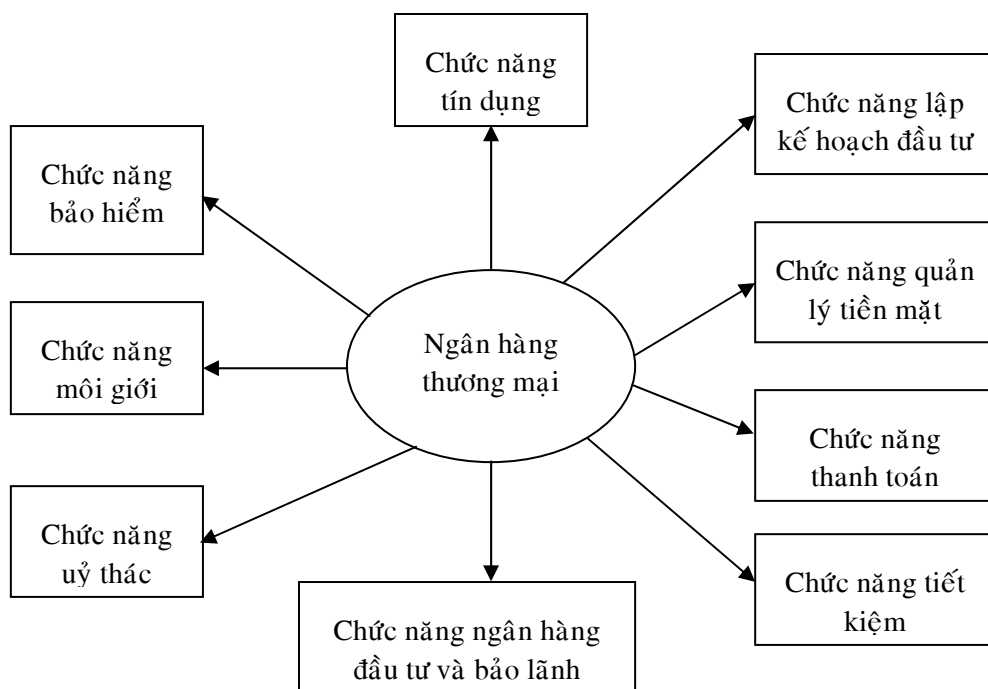 Chức năng
tín dụng
Chức năng lập
kế hoạch đầu tư
Chức năng
bảo hiểm
Chức năng quản
lý tiền mặt
Chức năng
môi giới
Ngân hàng
thương mại
Chức năng
thanh toán
Chức năng
uỷ thác
Chức năng tiết
kiệm
Chức năng ngân hàng
đầu tư và bảo lãnh